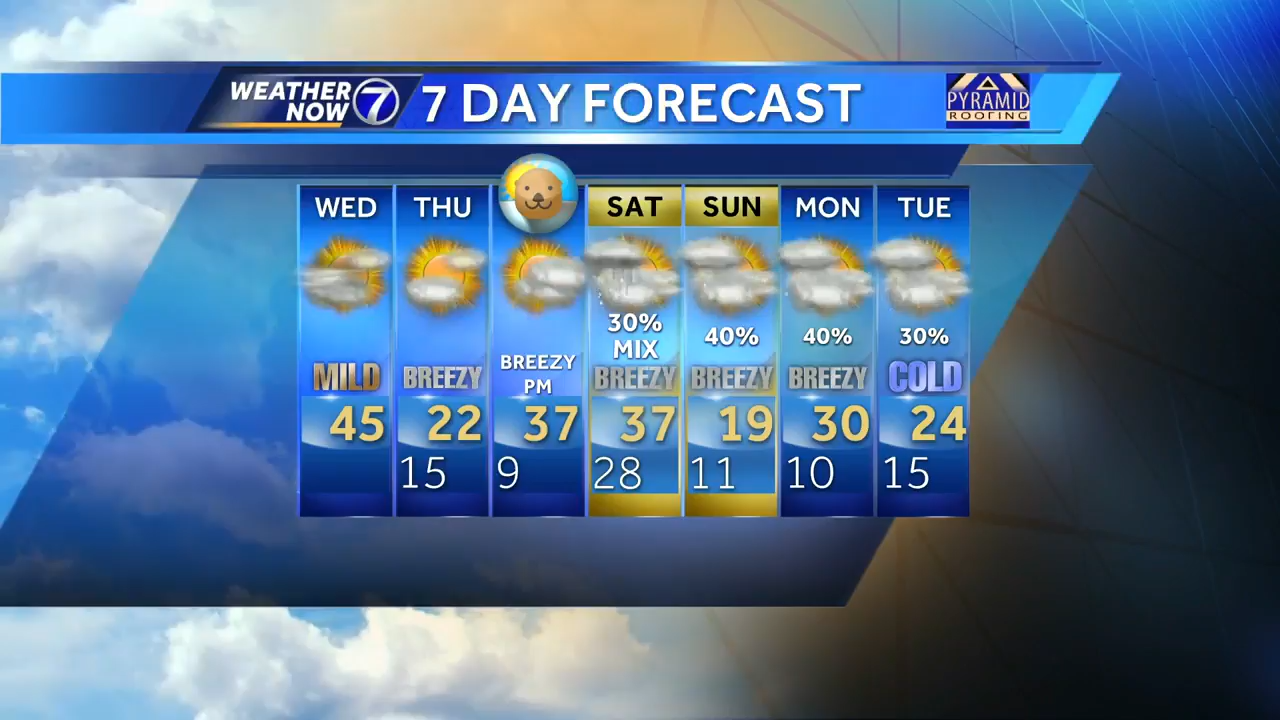 WEATHER
NOW 7
7 DAY FORECAST
PYRAMID
ROOFING
WED THU SAT SUN MON TUE
30%
MIX
40% 40% 30%
BREEZY
PM
MILD BREEZY BREEZY BREEZY BREEZY COLD
45 22 37 37 19 30 24
15 9 28 11 10 15